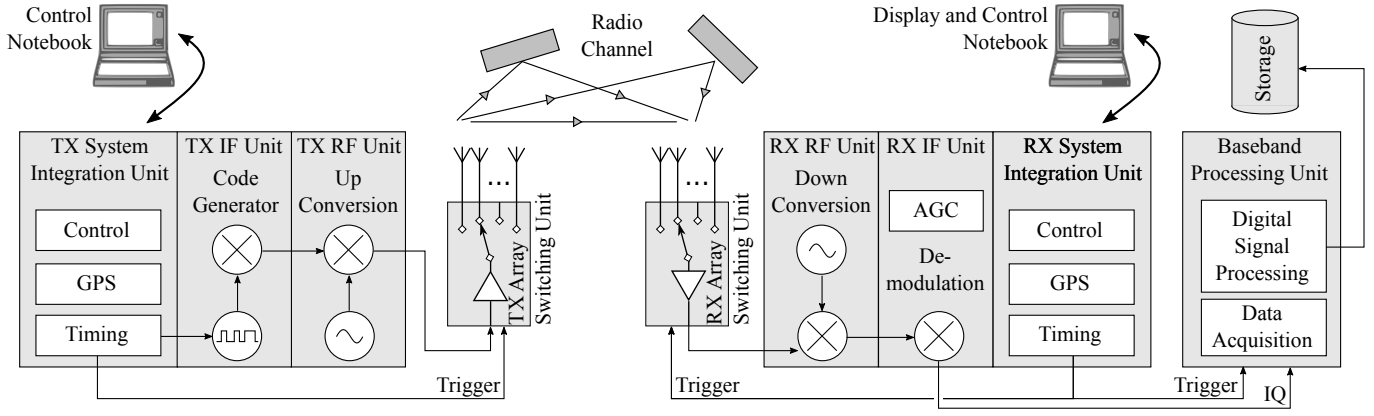 Control
Notebook
Radio
Channel
Display and Control
Notebook
Storage
TX System
Integration Unit
Control
GPS
Timing
TX IF Unit
Code
Generator
TX RF Unit
Up
Conversion
...
TX Array
Switching Unit
Trigger
...
RX Array
Switching Unit
Trigger
RX RF Unit
Down
Conversion
RX IF Unit
AGC
De-
modulation
RX System
Integration Unit
Control
GPS
Timing
Baseband
Processing Unit
Digital
Signal
Processing
Data
Acquisition
Trigger
IQ